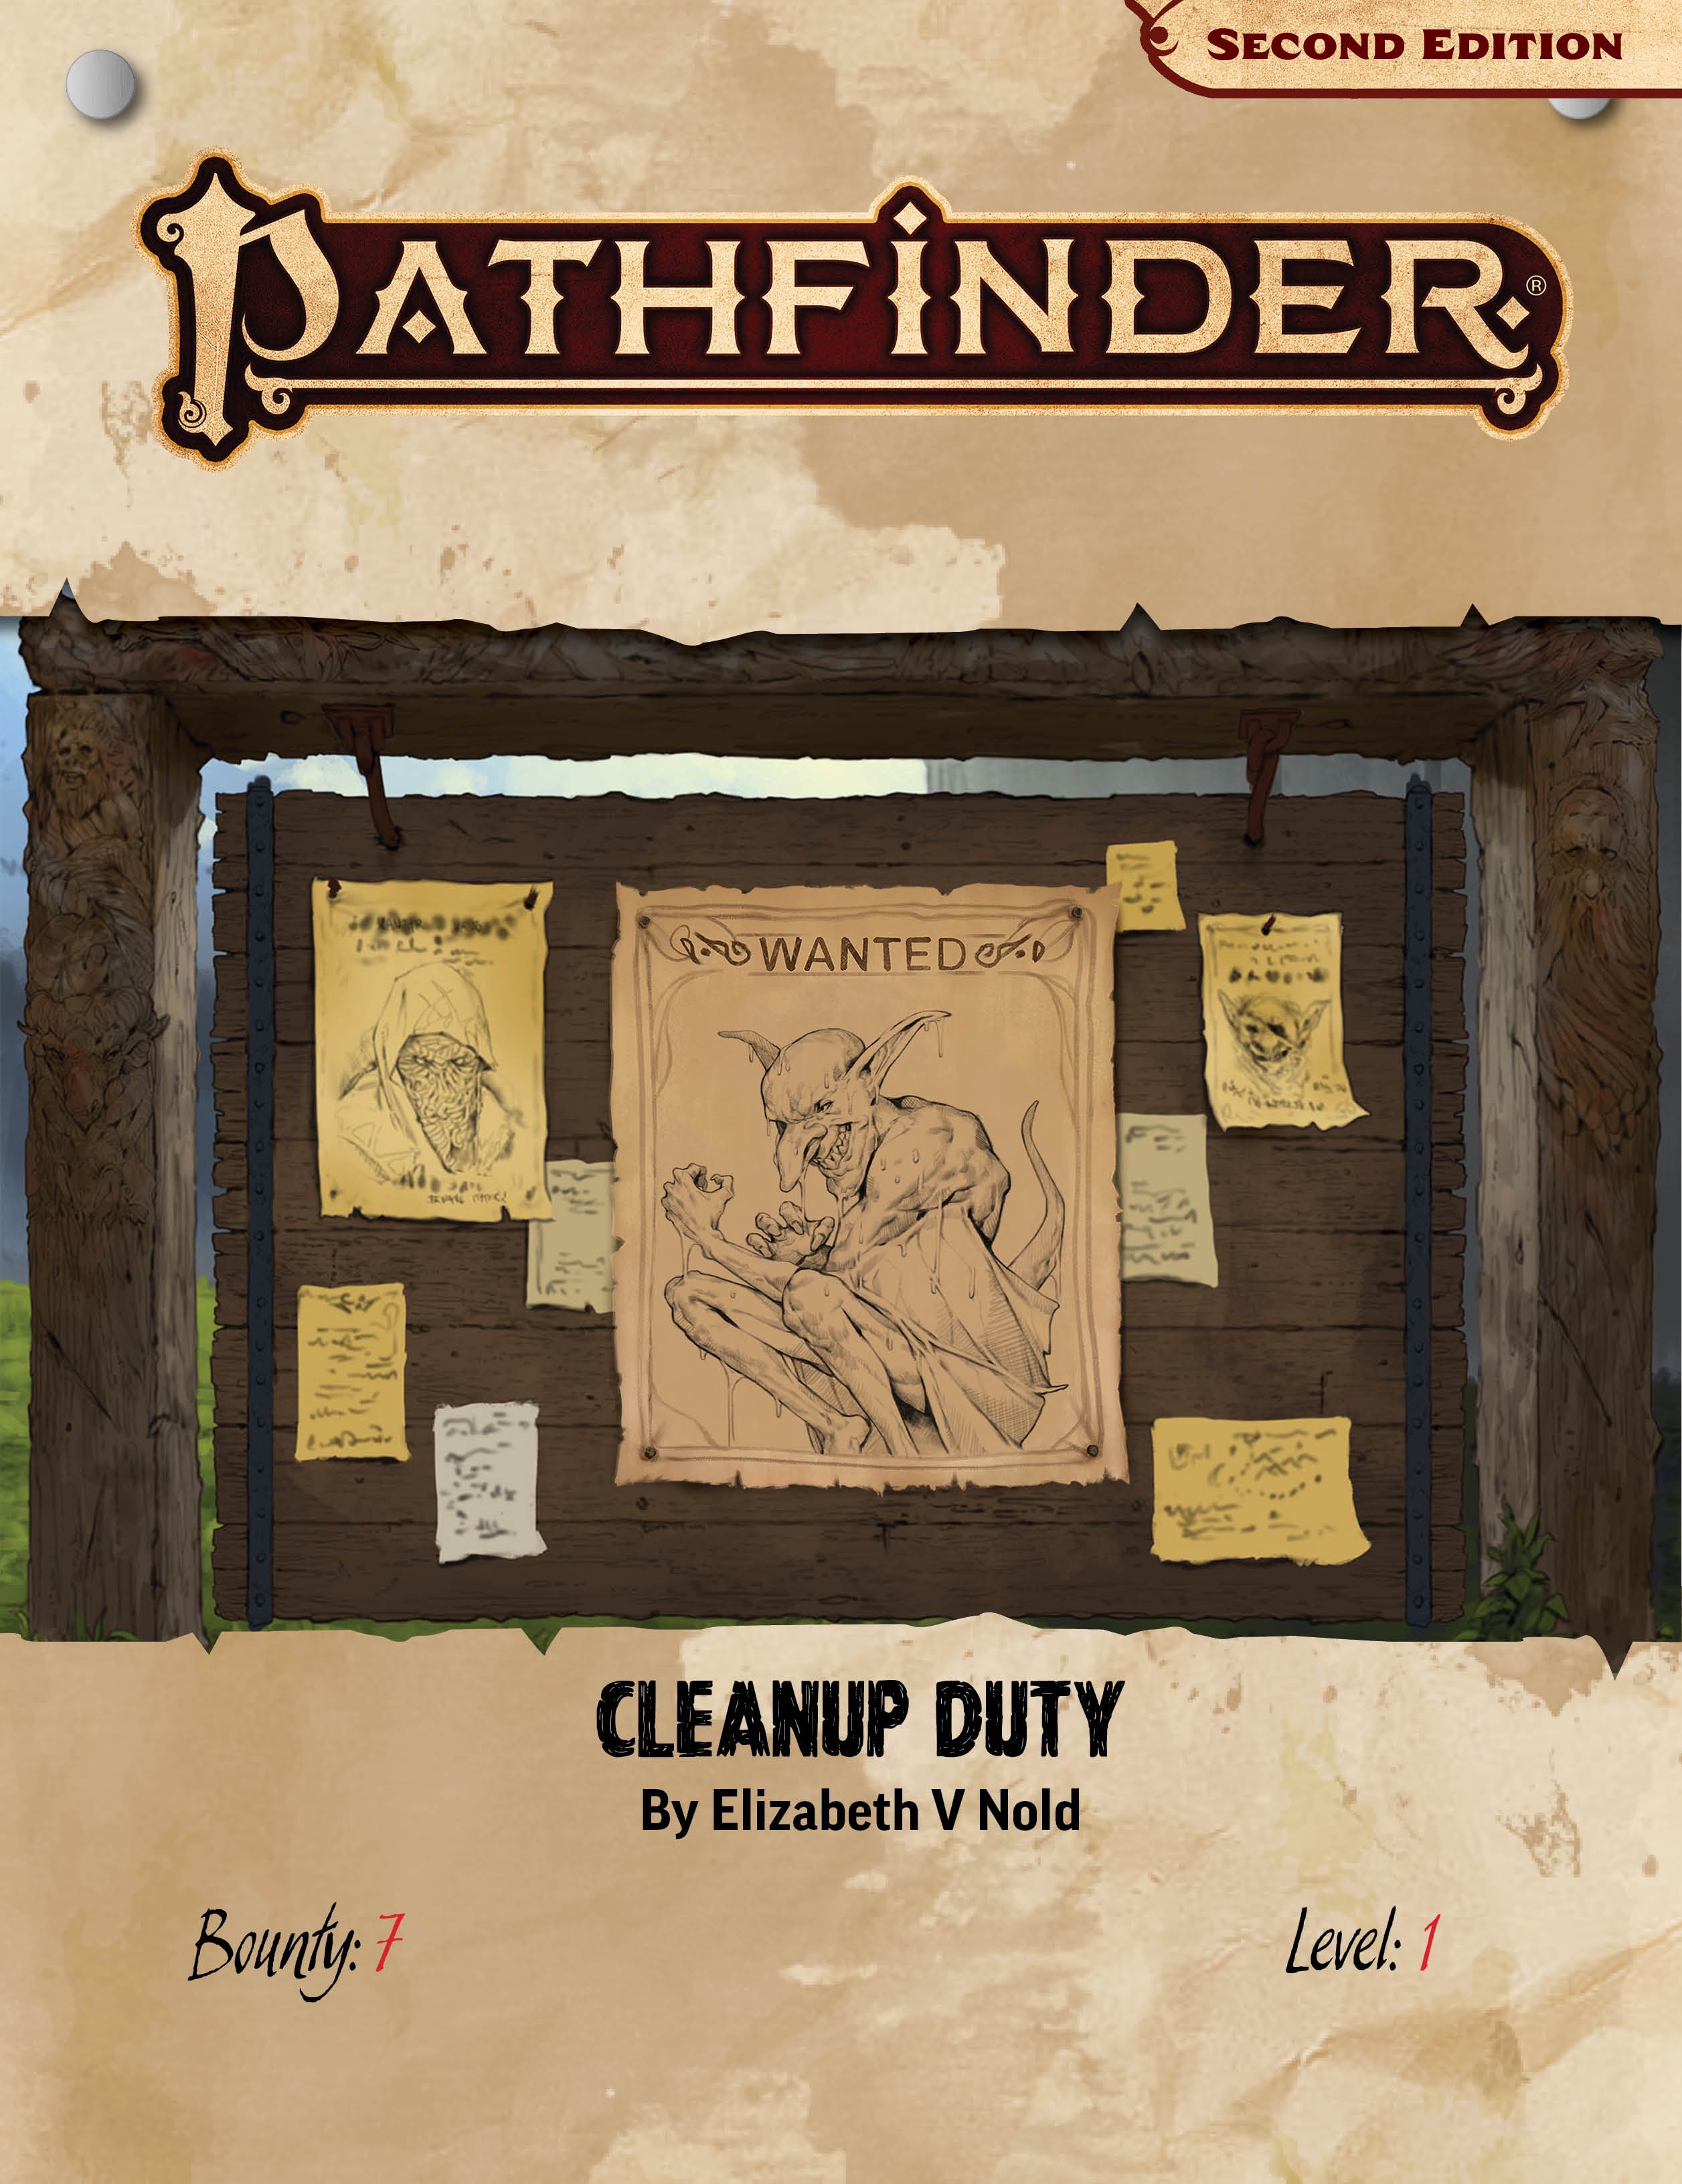 SECOND EDITION
PATHFINDER®
WANTED
CLEANUP DUTY
By Elizabeth V Nold
Bounty: 7
Level: 1